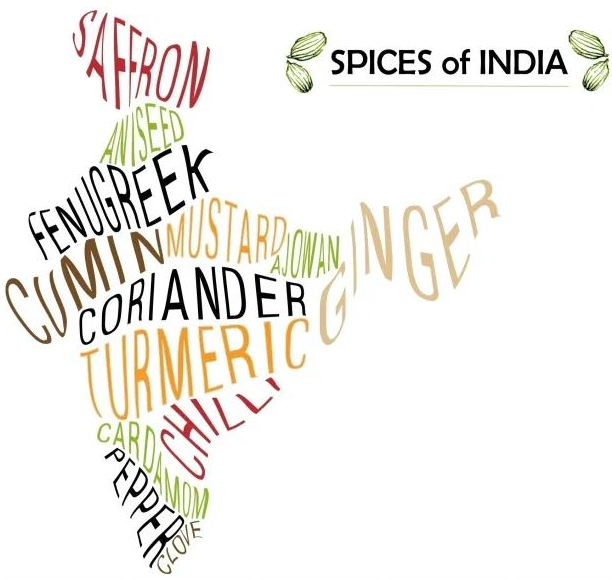 SAFFRON
SPICES of INDIA
ANISEED
FENUGREEK
MUSTARD
AJOWAN
GINGER
CUMIN
CORIANDER
TURMERIC
CHILLI
CARDAMOM
PEPPER
CLOVE